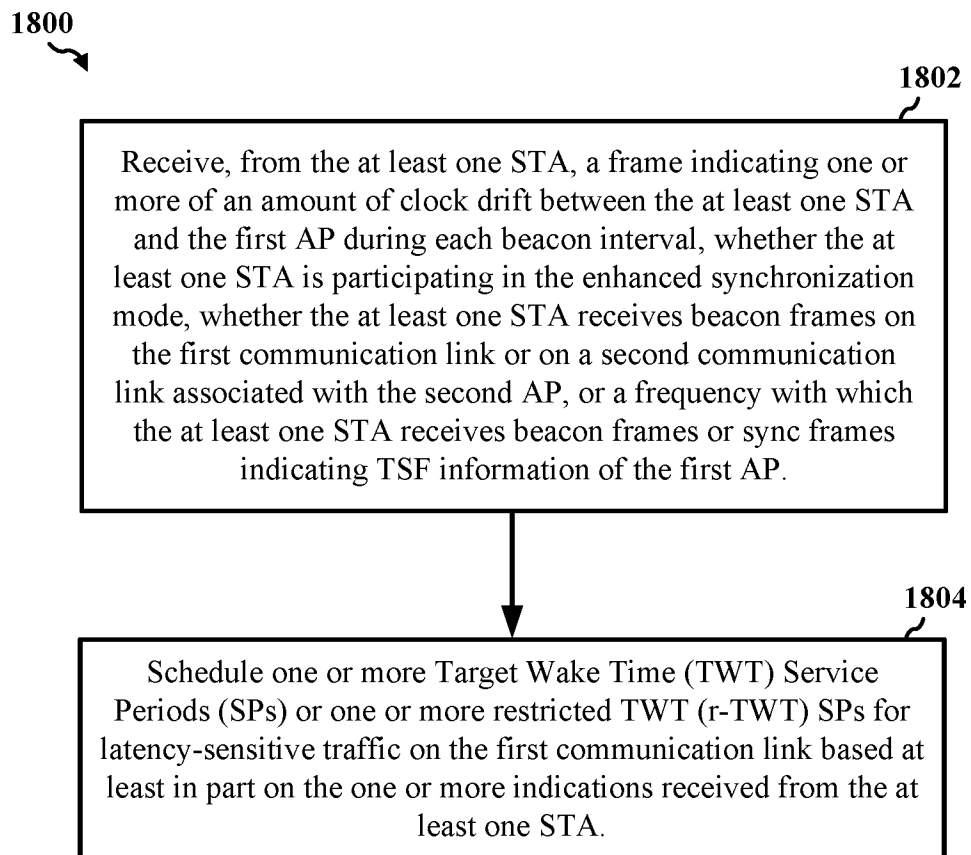 1800
1802
Receive, from the at least one STA, a frame indicating one or
more of an amount of clock drift between the at least one STA
and the first AP during each beacon interval, whether the at
least one STA is participating in the enhanced synchronization
mode, whether the at least one STA receives beacon frames on
the first communication link or on a second communication
link associated with the second AP, or a frequency with which
the at least one STA receives beacon frames or sync frames
indicating TSF information of the first AP.
1804
Schedule one or more Target Wake Time (TWT) Service
Periods (SPs) or one or more restricted TWT (r-TWT) SPs for
latency-sensitive traffic on the first communication link based at
least in part on the one or more indications received from the at
least one STA.